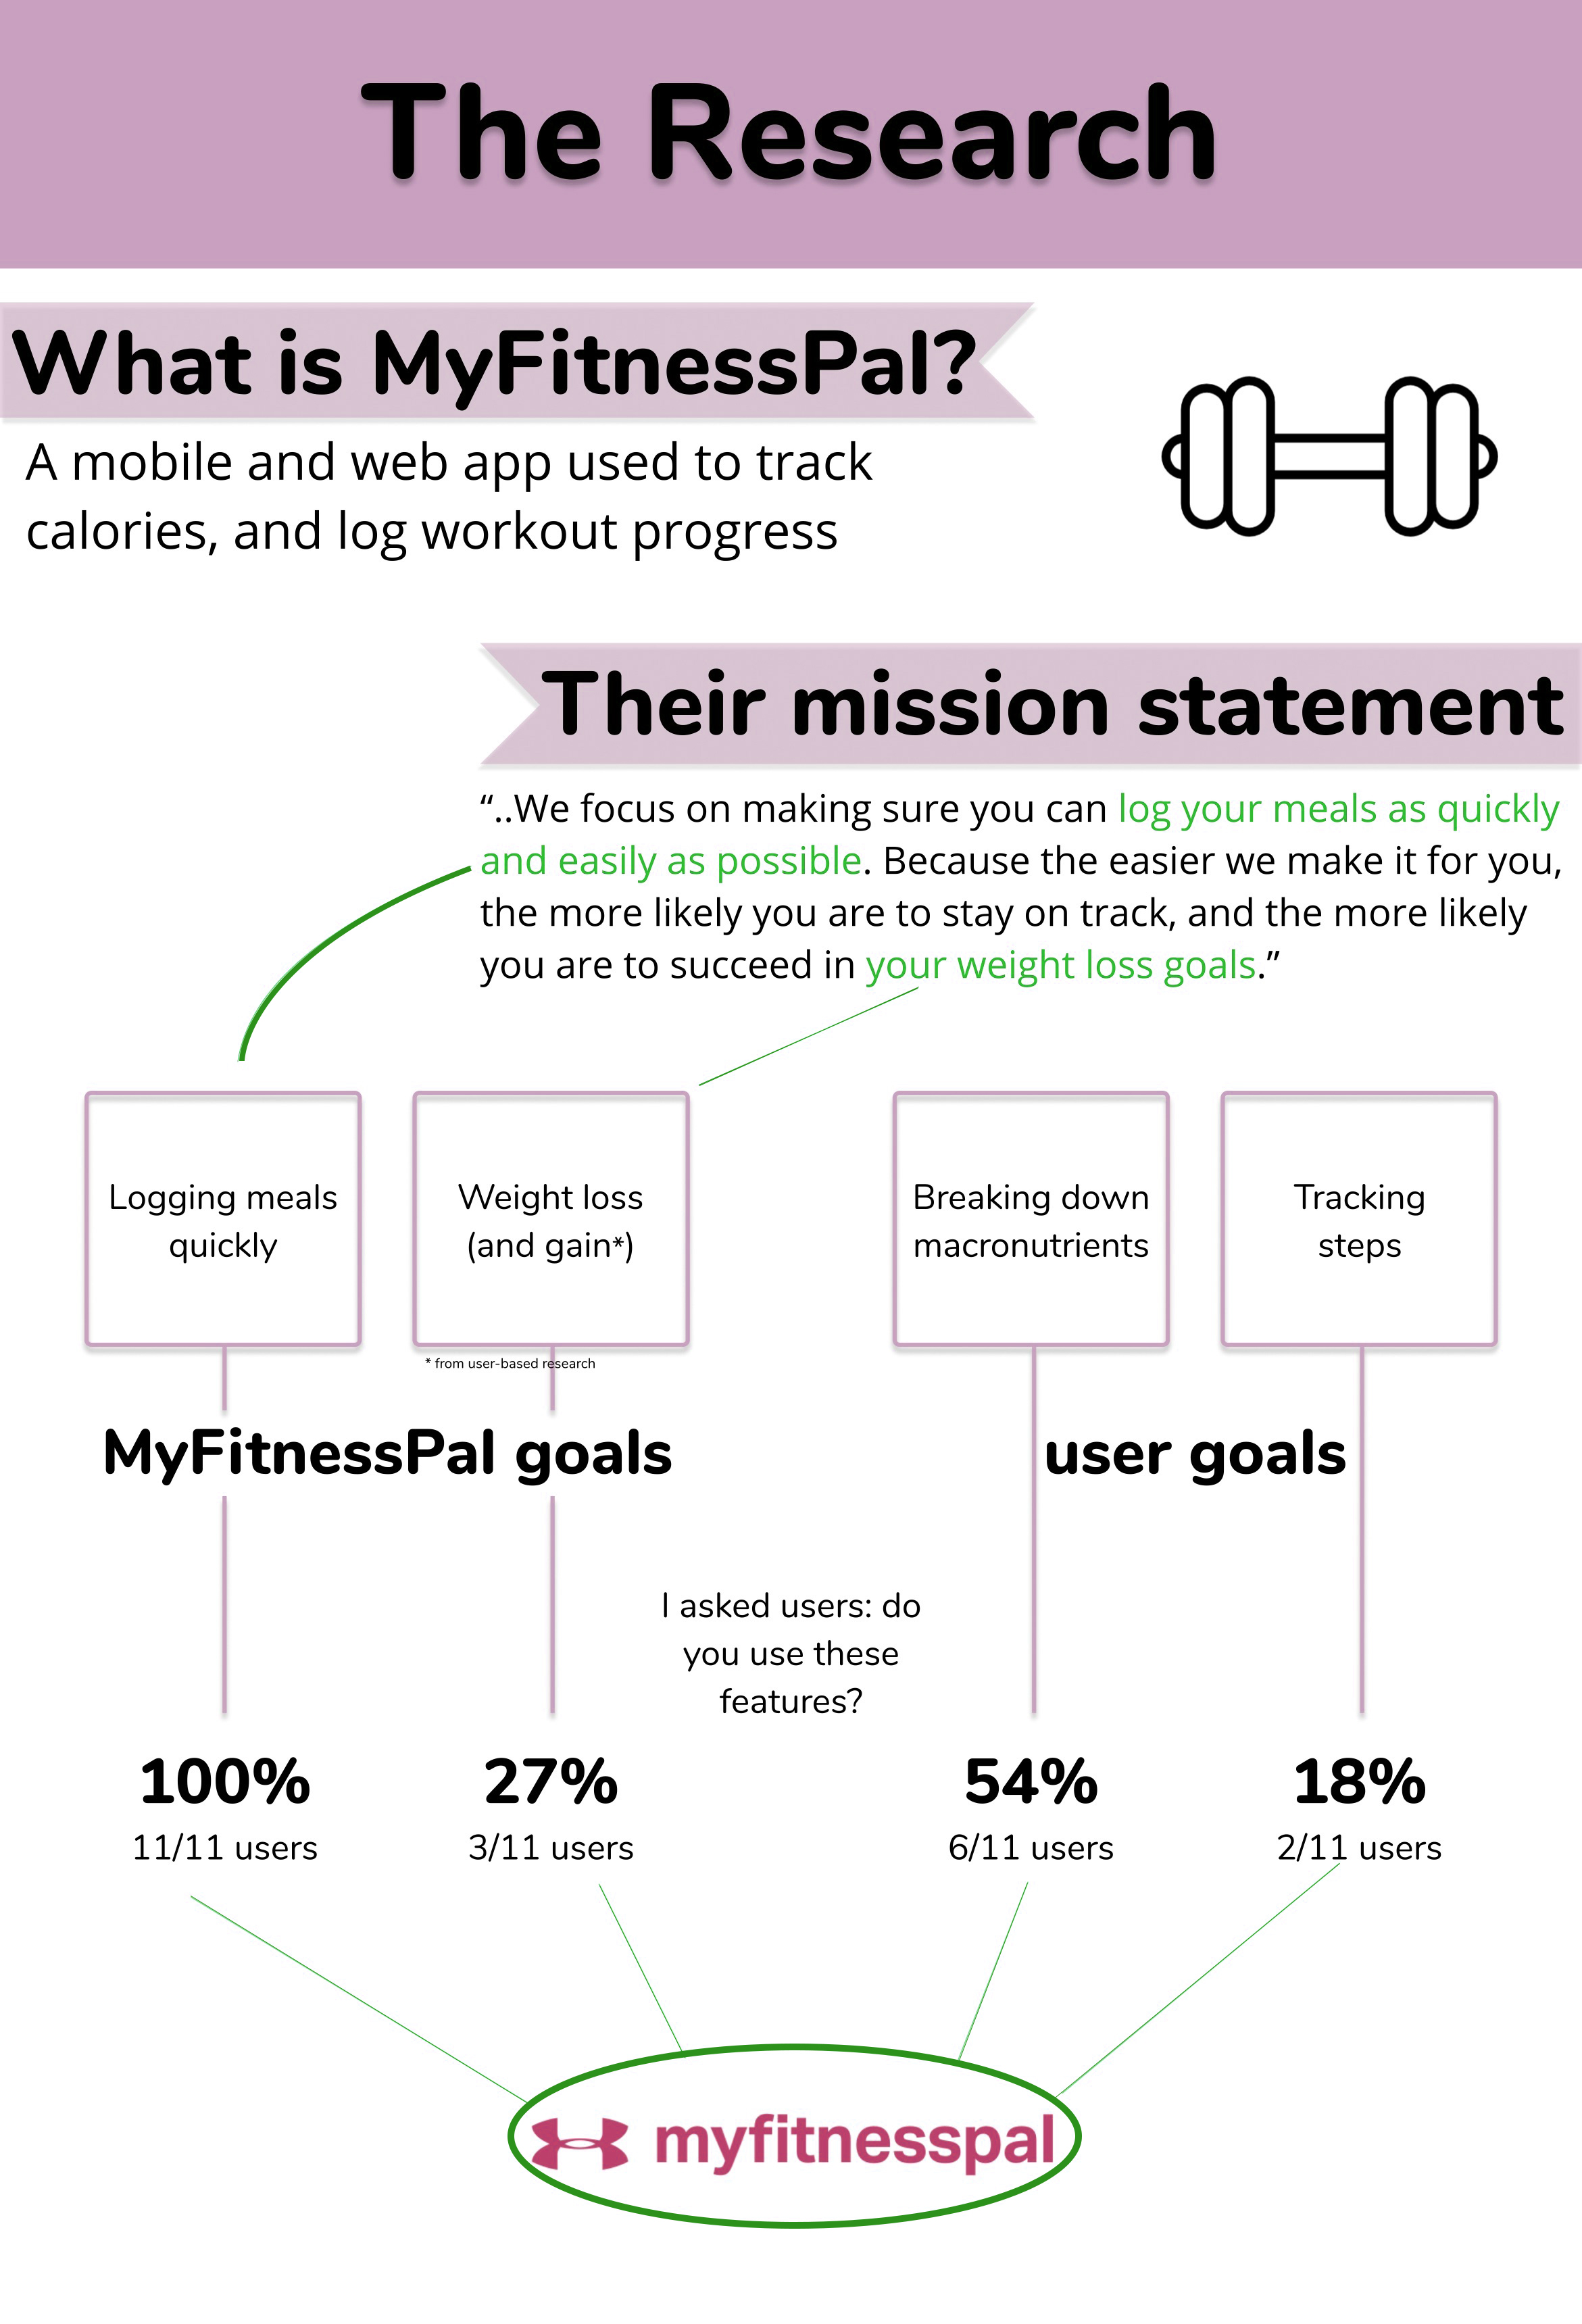 The Research
What is MyFitnessPal?
A mobile and web app used to track
calories, and log workout progress
Their mission statement
“..We focus on making sure you can log your meals as quickly
and easily as possible. Because the easier we make it for you,
the more likely you are to stay on track, and the more likely
you are to succeed in your weight loss goals.”
Logging meals
quickly
Weight loss
(and gain*)
* from user-based research
Breaking down
macronutrients
Tracking
steps
MyFitnessPal goals
user goals
I asked users: do
you use these
features?
100%
11/11 users
27%
3/11 users
54%
6/11 users
18%
2/11 users
myfitnesspal